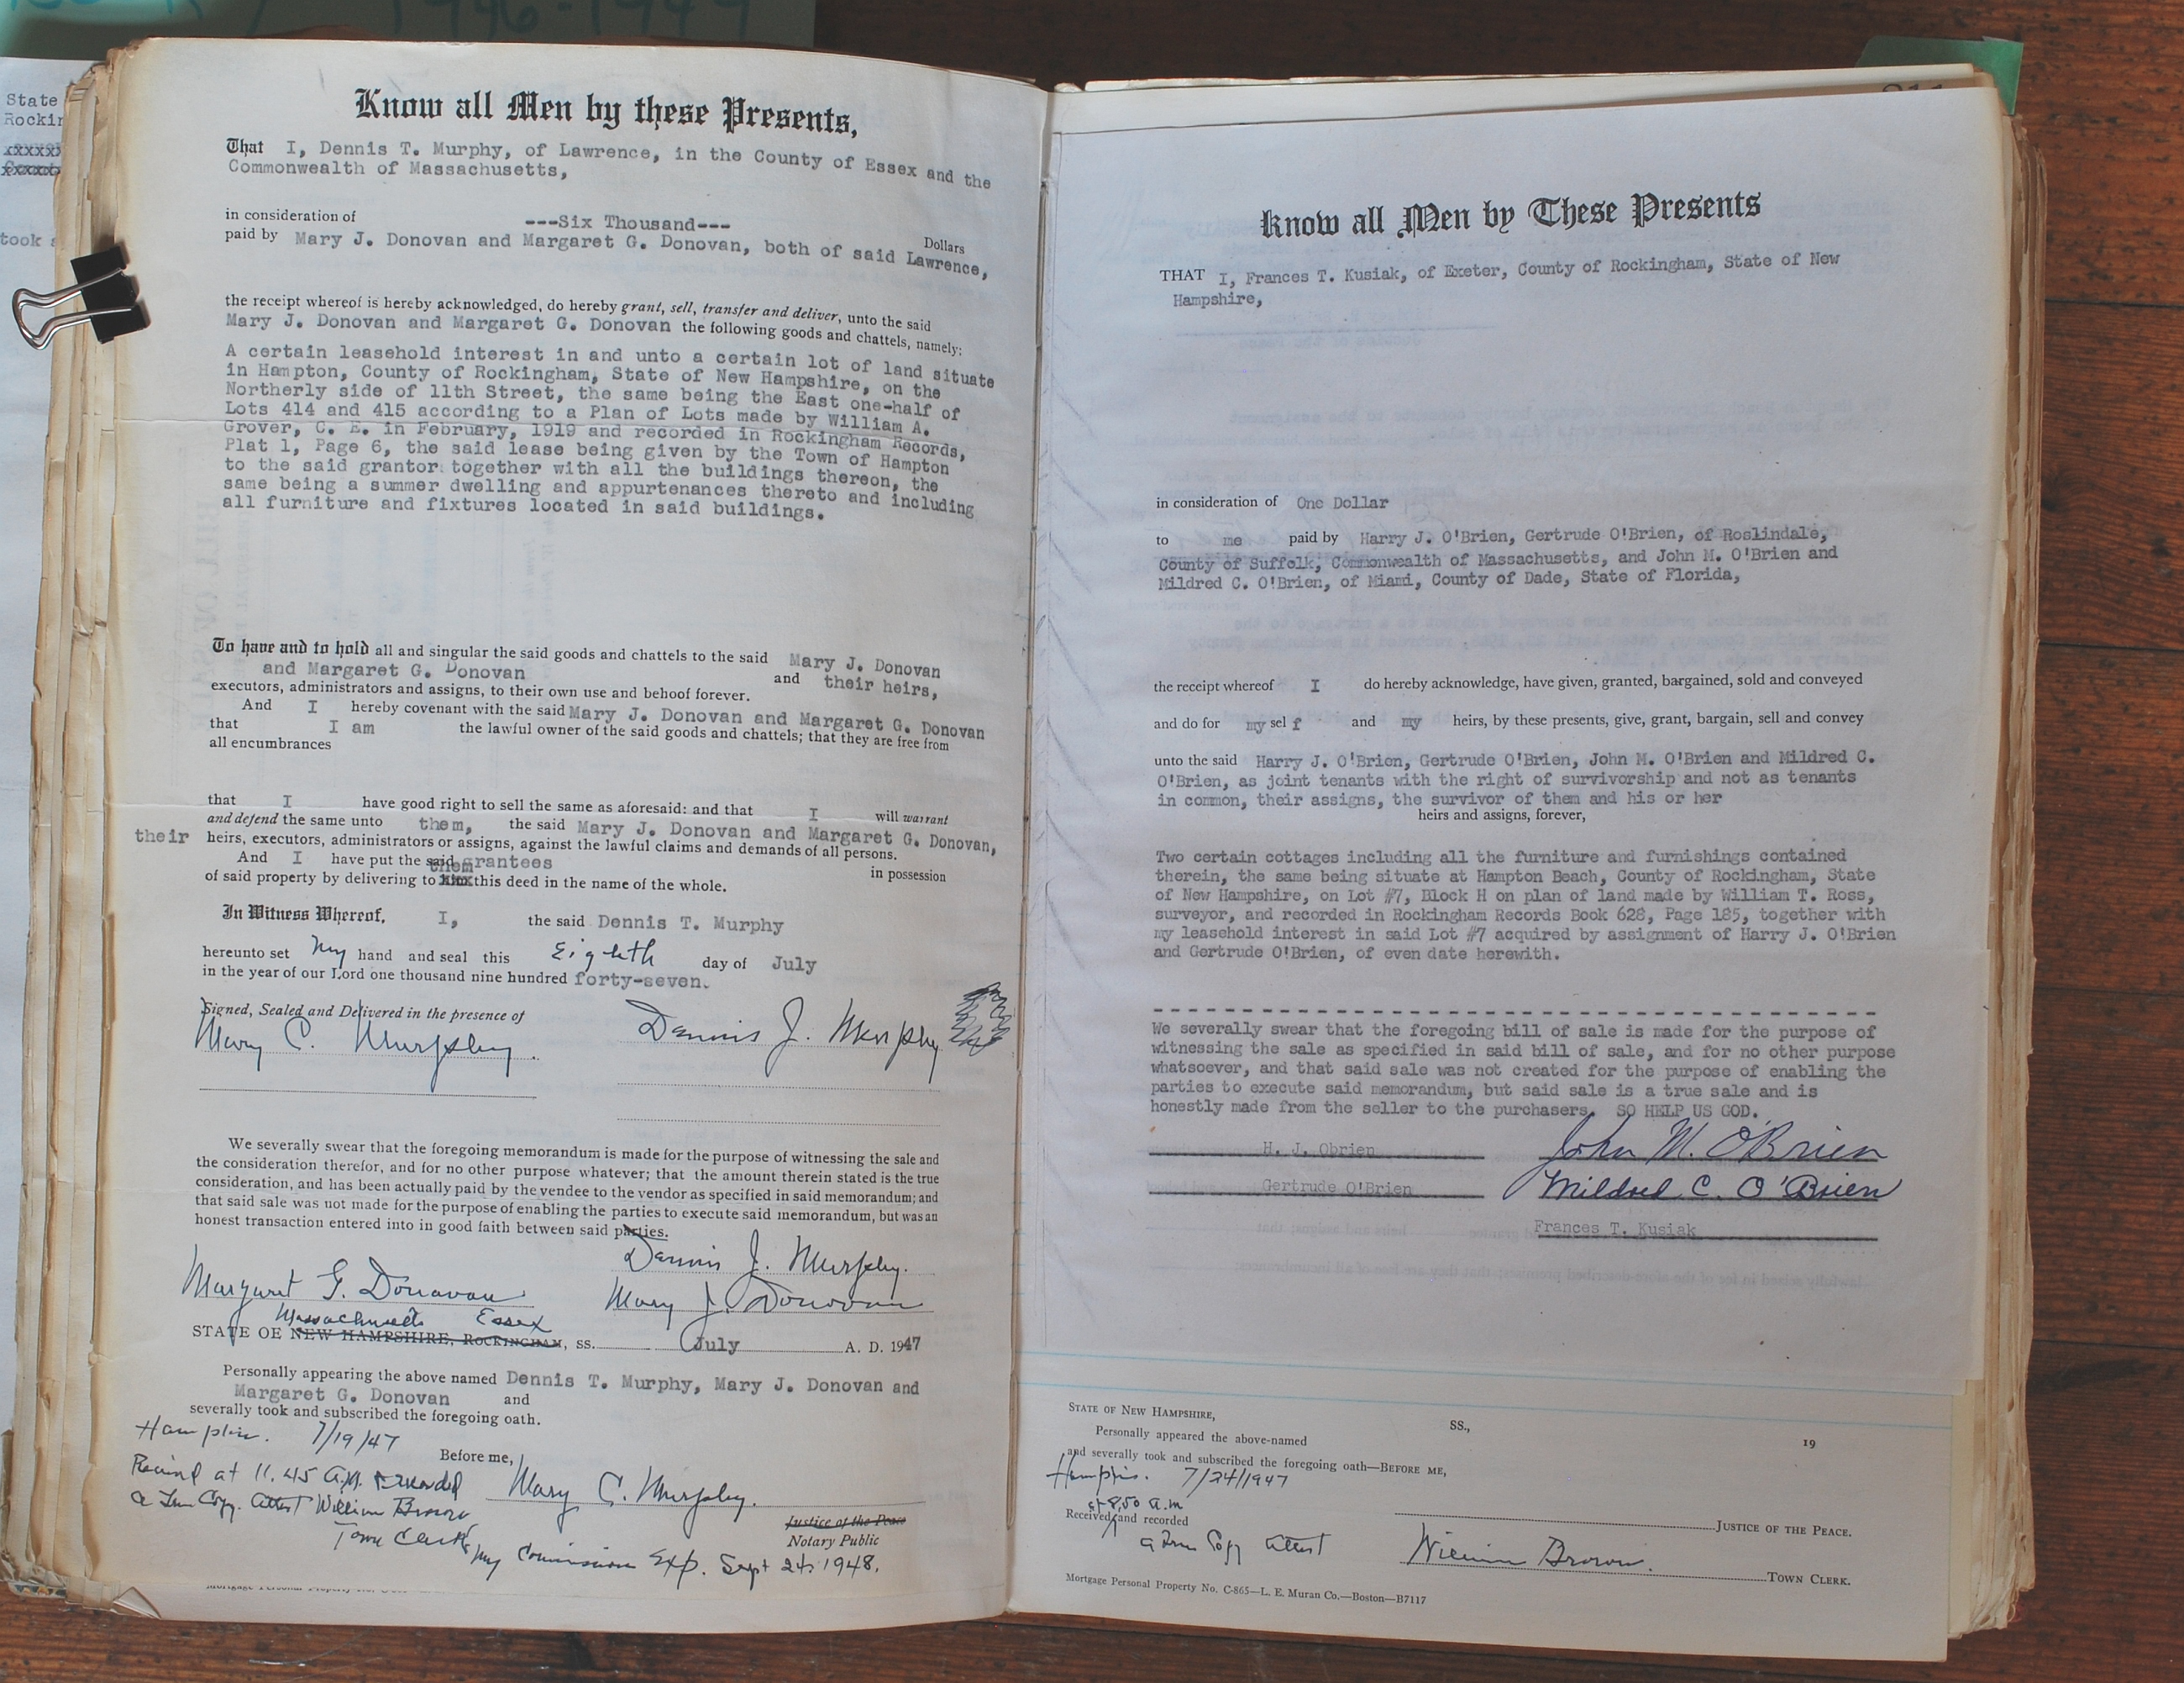 1946-1949
State
Rockin
xxxxxx
took
Know all Men by these Presents,
That I, Dennis T. Murphy, of Lawrence, in the County of Essex and the
Commonwealth of Massachusetts,
in consideration of ---Six Thousand--- Dollars
paid by Mary J. Donovan and Margaret G. Donovan, both of said Lawrence,
the receipt whereof is hereby acknowledged, do hereby grant, sell, transfer and deliver, unto the said
Mary J. Donovan and Margaret G. Donovan the following goods and chattels, namely:
A certain leasehold interest in and unto a certain lot of land situate
in Hampton, County of Rockingham, State of New Hampshire, on the
Northerly side of 11th Street, the same being the East one-half of
Lots 414 and 415 according to a Plan of Lots made by William A.
Grover, C. E. in February, 1919 and recorded in Rockingham Records,
Plat 1, Page 6, the said lease being given by the Town of Hampton
to the said grantor together with all the buildings thereon, the
same being a summer dwelling and appurtenances thereto and including
all furniture and fixtures located in said buildings.
To have and to hold all and singular the said goods and chattels to the said Mary J. Donovan
and Margaret G. Donovan and their heirs,
executors, administrators and assigns, to their own use and behoof forever.
And I hereby covenant with the said Mary J. Donovan and Margaret G. Donovan
that I am the lawful owner of the said goods and chattels; that they are free from
all encumbrances
that I have good right to sell the same as aforesaid: and that I will warrant
and defend the same unto them, the said Mary J. Donovan and Margaret G. Donovan,
their heirs, executors, administrators or assigns, against the lawful claims and demands of all persons.
And I have put the said grantees in possession
of said property by delivering to them this deed in the name of the whole.
In Witness Whereof, I, the said Dennis T. Murphy
hereunto set my hand and seal this Eighth day of July
in the year of our Lord one thousand nine hundred forty-seven.
Signed, Sealed and Delivered in the presence of
Mary C. Murphy. Dennis J. Murphy
We severally swear that the foregoing memorandum is made for the purpose of witnessing the sale and
the consideration therefor, and for no other purpose whatever; that the amount therein stated is the true
consideration, and has been actually paid by the vendee to the vendor as specified in said memorandum; and
that said sale was not made for the purpose of enabling the parties to execute said memorandum, but was an
honest transaction entered into in good faith between said parties.
Dennis J. Murphy.
Margaret G. Donovan Mary J. Donovan
Massachusetts Essex
STATE OF NEW HAMPSHIRE, ROCKINGHAM, SS. July A. D. 1947
Personally appearing the above named Dennis T. Murphy, Mary J. Donovan and
Margaret G. Donovan and
severally took and subscribed the foregoing oath.
Hampton. 7/19/47
Before me,
Received at 11.45 A.M. & Recorded
Mary C. Murphy.
a True Copy. Attest William Brown
Town Clerk
Justice of the Peace
Notary Public
My Commission Exp. Sept 24, 1948.
Know all Men by These Presents
THAT I, Frances T. Kusiak, of Exeter, County of Rockingham, State of New
Hampshire,
in consideration of One Dollar
to me paid by Harry J. O'Brien, Gertrude O'Brien, of Roslindale,
County of Suffolk, Commonwealth of Massachusetts, and John M. O'Brien and
Mildred C. O'Brien, of Miami, County of Dade, State of Florida,
the receipt whereof I do hereby acknowledge, have given, granted, bargained, sold and conveyed
and do for my self and my heirs, by these presents, give, grant, bargain, sell and convey
unto the said Harry J. O'Brien, Gertrude O'Brien, John M. O'Brien and Mildred C.
O'Brien, as joint tenants with the right of survivorship and not as tenants
in common, their assigns, the survivor of them and his or her
heirs and assigns, forever,
Two certain cottages including all the furniture and furnishings contained
therein, the same being situate at Hampton Beach, County of Rockingham, State
of New Hampshire, on Lot #7, Block H on plan of land made by William T. Ross,
surveyor, and recorded in Rockingham Records Book 628, Page 185, together with
my leasehold interest in said Lot #7 acquired by assignment of Harry J. O'Brien
and Gertrude O'Brien, of even date herewith.
We severally swear that the foregoing bill of sale is made for the purpose of
witnessing the sale as specified in said bill of sale, and for no other purpose
whatsoever, and that said sale was not created for the purpose of enabling the
parties to execute said memorandum, but said sale is a true sale and is
honestly made from the seller to the purchasers. SO HELP US GOD.
H. J. Obrien John M. O'Brien
Gertrude O'Brien Mildred C. O'Brien
Frances T. Kusiak
STATE OF NEW HAMPSHIRE, SS.,
Personally appeared the above-named 19
and severally took and subscribed the foregoing oath—BEFORE ME,
Hampton. 7/24/1947
at 8,50 a.m
Received and recorded
JUSTICE OF THE PEACE.
a True Copy Attest William Brown.
TOWN CLERK.
Mortgage Personal Property No. C-865—L. E. Muran Co.—Boston—B7117